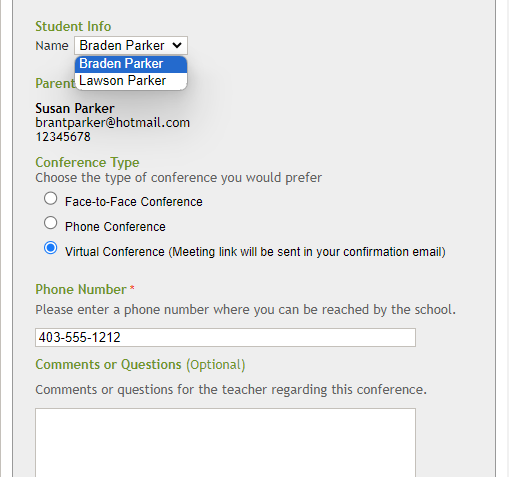 Student Info
Name Braden Parker
Braden Parker
Lawson Parker
Parent
Susan Parker
brantparker@hotmail.com
12345678
Conference Type
Choose the type of conference you would prefer
Face-to-Face Conference
Phone Conference
Virtual Conference (Meeting link will be sent in your confirmation email)
Phone Number *
Please enter a phone number where you can be reached by the school.
403-555-1212
Comments or Questions (Optional)
Comments or questions for the teacher regarding this conference.